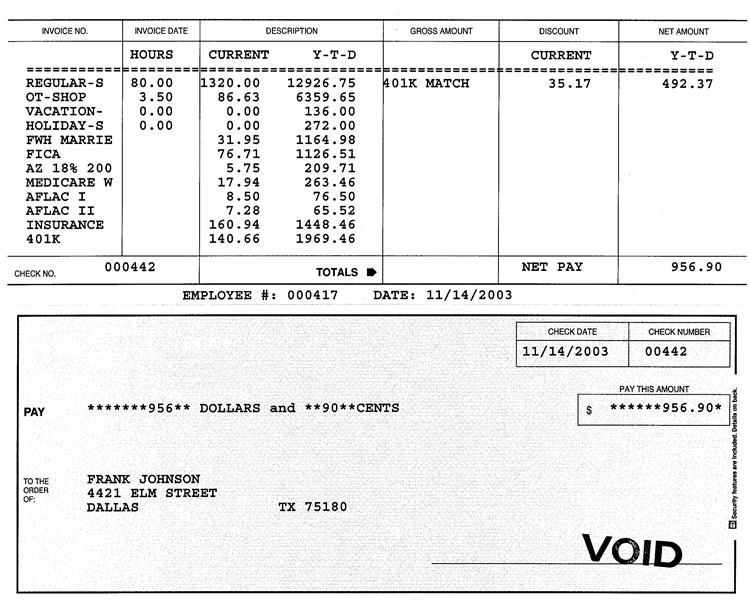 INVOICE NO. INVOICE DATE DESCRIPTION GROSS AMOUNT DISCOUNT NET AMOUNT
HOURS CURRENT Y-T-D CURRENT Y-T-D
REGULAR-S 80.00 1320.00 12926.75 401K MATCH 35.17 492.37
OT-SHOP 3.50 86.63 6359.65
VACATION- 0.00 0.00 136.00
HOLIDAY-S 0.00 0.00 272.00
FWH MARRIE 31.95 1164.98
FICA 76.71 1126.51
AZ 18% 200 5.75 209.71
MEDICARE W 17.94 263.46
AFLAC I 8.50 76.50
AFLAC II 7.28 65.52
INSURANCE 160.94 1448.46
401K 140.66 1969.46
CHECK NO. 000442 TOTALS NET PAY 956.90
EMPLOYEE #: 000417 DATE: 11/14/2003
CHECK DATE CHECK NUMBER
11/14/2003 00442
PAY THIS AMOUNT
PAY *******956** DOLLARS and **90**CENTS $ ******956.90*
TO THE
ORDER
OF:
FRANK JOHNSON
4421 ELM STREET
DALLAS TX 75180
Security features are included. Details on back.
VOID